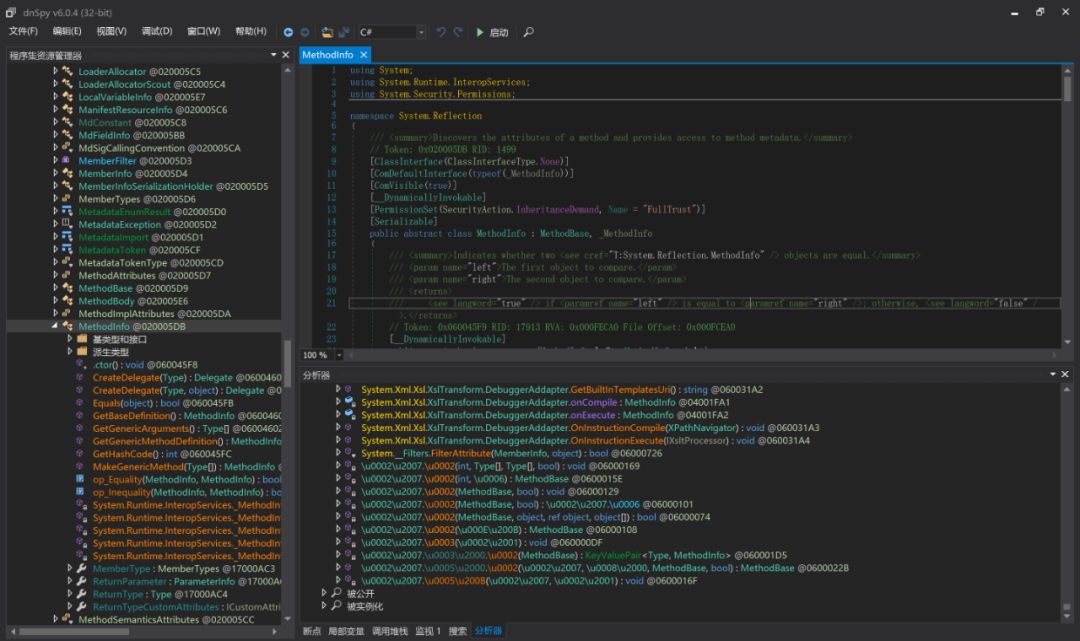 dnSpy v6.0.4 (32-bit)
文件(F) 编辑(E) 视图(V) 调试(D) 窗口(W) 帮助(H) C# 启动
程序集资源管理器
LoaderAllocator @020005C5
LoaderAllocatorScout @020005C4
LocalVariableInfo @020005E7
ManifestResourceInfo @020005C6
MdConstant @020005C8
MdFieldInfo @020005BB
MdSigCallingConvention @020005CA
MemberFilter @020005D3
MemberInfo @020005D4
MemberInfoSerializationHolder @020005D5
MemberTypes @020005D6
MetadataEnumResult @020005D0
MetadataException @020005D2
MetadataImport @020005D1
MetadataToken @020005CF
MetadataTokenType @020005CD
MethodAttributes @020005D7
MethodBase @020005D9
MethodBody @020005E6
MethodImplAttributes @020005DA
MethodInfo @020005DB
基类型和接口
派生类型
.ctor() : void @060045F8
CreateDelegate(Type) : Delegate @0600460
CreateDelegate(Type, object) : Delegate @
Equals(object) : bool @060045FB
GetBaseDefinition() : MethodInfo @0600460
GetGenericArguments() : Type[] @0600460
GetGenericMethodDefinition() : MethodInfo
GetHashCode() : int @060045FC
MakeGenericMethod(Type[]) : MethodInfo @
op_Equality(MethodInfo, MethodInfo) : bool
op_Inequality(MethodInfo, MethodInfo) : bo
System.Runtime.InteropServices._MethodIn
System.Runtime.InteropServices._MethodIn
System.Runtime.InteropServices._MethodIn
System.Runtime.InteropServices._MethodIn
System.Runtime.InteropServices._MethodIn
MemberType : MemberTypes @17000AC3
ReturnParameter : ParameterInfo @17000A
ReturnType : Type @17000AC4
ReturnTypeCustomAttributes : ICustomAttri
MethodSemanticsAttributes @020005CC
MethodInfo
1 using System;
2 using System.Runtime.InteropServices;
3 using System.Security.Permissions;
4
5 namespace System.Reflection
6 {
7 /// <summary>Discovers the attributes of a method and provides access to method metadata.</summary>
8 // Token: 0x020005DB RID: 1499
9 [ClassInterface(ClassInterfaceType.None)]
10 [ComDefaultInterface(typeof(_MethodInfo))]
11 [ComVisible(true)]
12 [__DynamicallyInvokable]
13 [PermissionSet(SecurityAction.InheritanceDemand, Name = "FullTrust")]
14 [Serializable]
15 public abstract class MethodInfo : MethodBase, _MethodInfo
16 {
17 /// <summary>Indicates whether two <see cref="T:System.Reflection.MethodInfo" /> objects are equal.</summary>
18 /// <param name="left">The first object to compare.</param>
19 /// <param name="right">The second object to compare.</param>
20 /// <returns>
21 /// <see langword="true" /> if <paramref name="left" /> is equal to <paramref name="right" />; otherwise, <see langword="false" /
>.</returns>
22 // Token: 0x060045F9 RID: 17913 RVA: 0x000FECA0 File Offset: 0x000FCEA0
23 [__DynamicallyInvokable]
100 %
分析器
System.Xml.Xsl.XslTransform.DebuggerAddapter.GetBuiltInTemplatesUri() : string @060031A2
System.Xml.Xsl.XslTransform.DebuggerAddapter.onCompile : MethodInfo @04001FA1
System.Xml.Xsl.XslTransform.DebuggerAddapter.onExecute : MethodInfo @04001FA2
System.Xml.Xsl.XslTransform.DebuggerAddapter.OnInstructionCompile(XPathNavigator) : void @060031A3
System.Xml.Xsl.XslTransform.DebuggerAddapter.OnInstructionExecute(IXsltProcessor) : void @060031A4
System.__Filters.FilterAttribute(MemberInfo, object) : bool @06000726
\u0002\u2007.\u0002(int, Type[], Type[], bool) : void @06000169
\u0002\u2007.\u0002(int, \u0006) : MethodBase @0600015E
\u0002\u2007.\u0002(MethodBase, bool) : void @06000129
\u0002\u2007.\u0002(MethodBase, bool) : \u0002\u2007.\u0006 @06000101
\u0002\u2007.\u0002(MethodBase, object, ref object, object[]) : bool @06000074
\u0002\u2007.\u0002(\u000E\u200B) : MethodBase @06000108
\u0002\u2007.\u0003(\u0002\u2001) : void @060000DF
\u0002\u2007.\u0003\u2000.\u0002(MethodBase) : KeyValuePair<Type, MethodInfo> @060001D5
\u0002\u2007.\u0005\u2000.\u0002(\u0002\u2007, \u0008\u2000, MethodBase, bool) : MethodBase @0600022B
\u0002\u2007.\u0005\u2008(\u0002\u2007, \u0002\u2001) : void @0600016F
被公开
被实例化
断点 局部变量 调用堆栈 监视 1 搜索 分析器